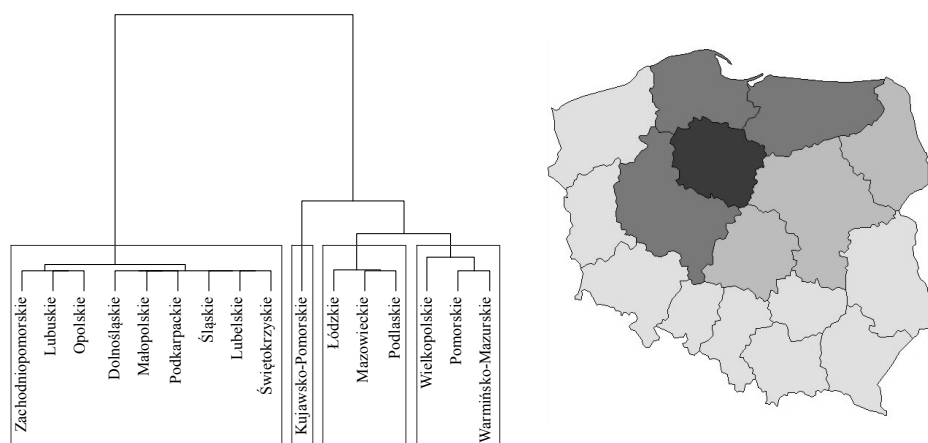 Zachodniopomorskie
Lubuskie
Opolskie
Dolnośląskie
Małopolskie
Podkarpackie
Śląskie
Lubelskie
Świętokrzyskie
Kujawsko-Pomorskie
Łódzkie
Mazowieckie
Podlaskie
Wielkopolskie
Pomorskie
Warmińsko-Mazurskie